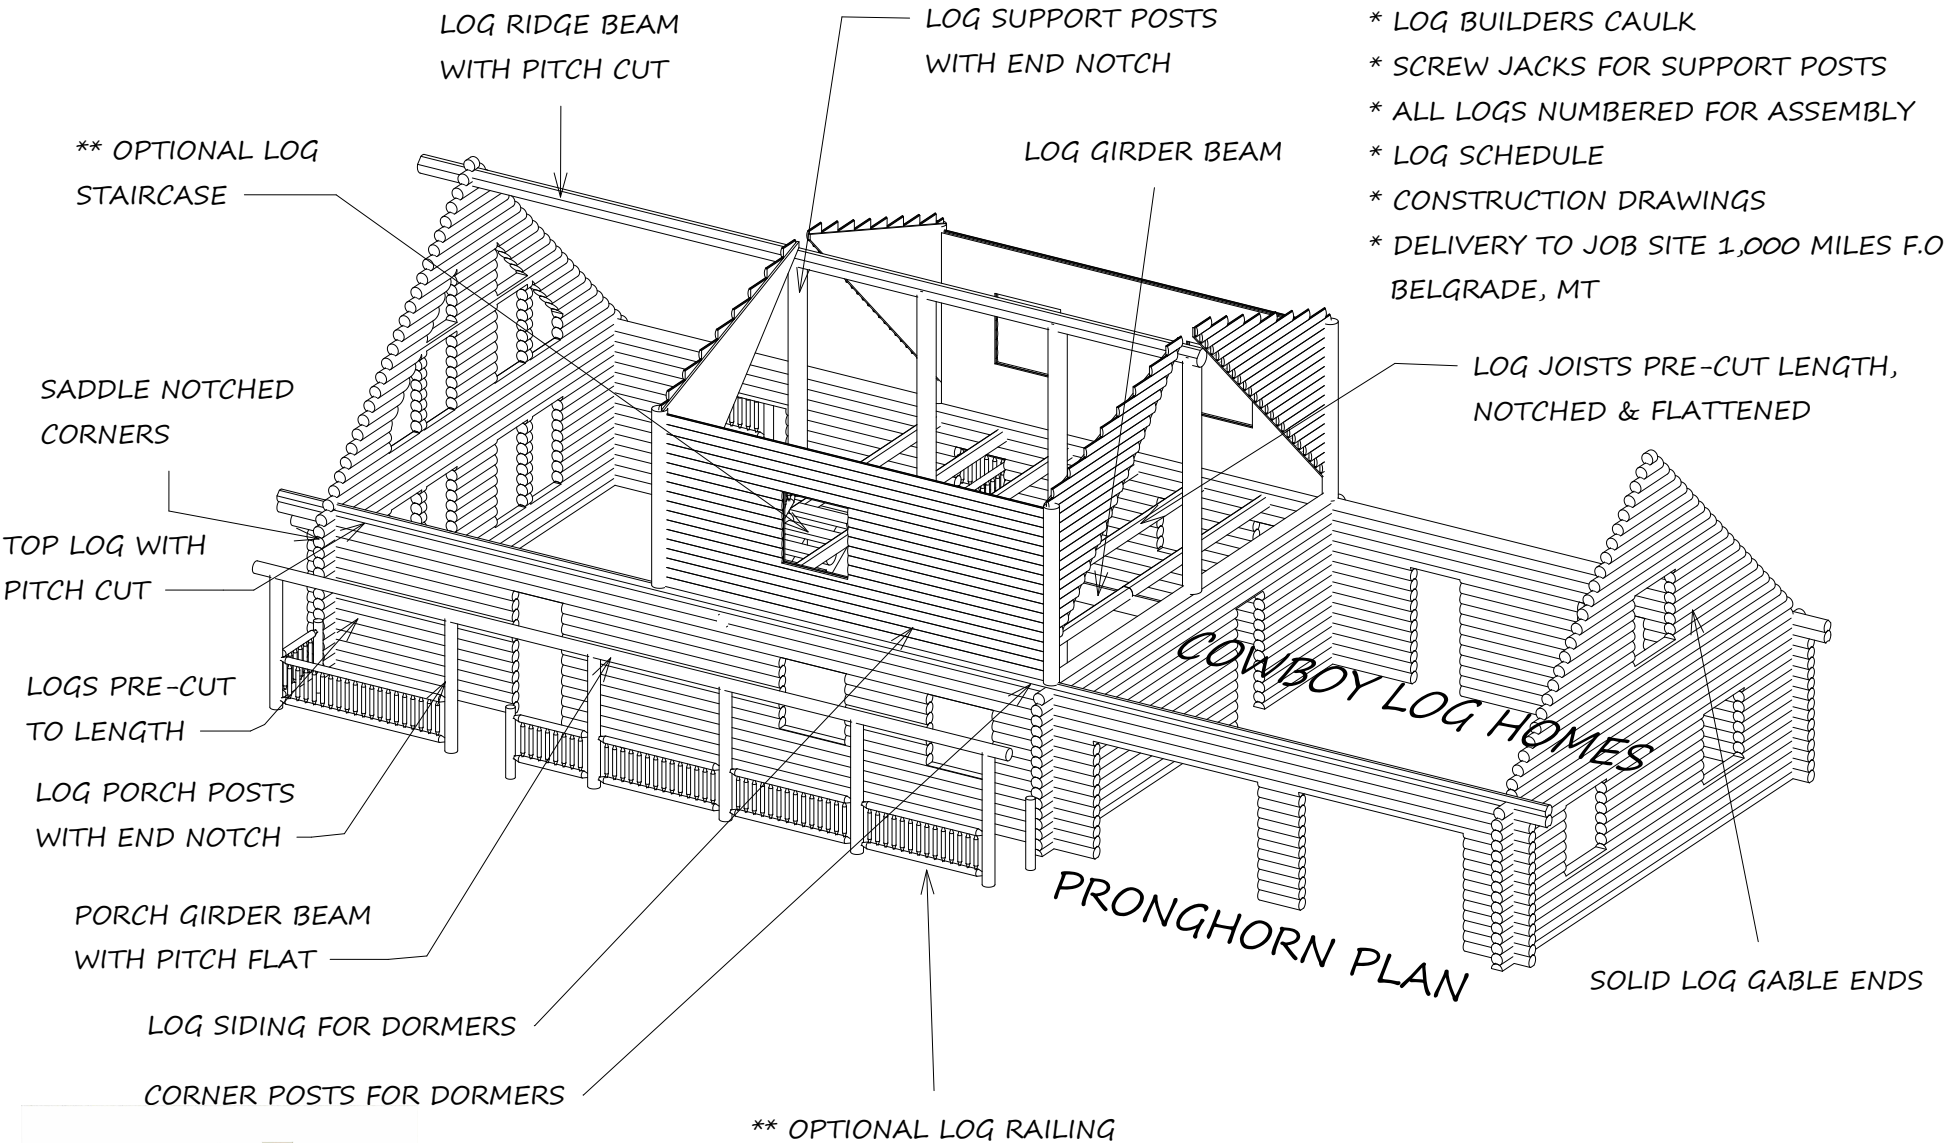 LOG RIDGE BEAM
WITH PITCH CUT
LOG SUPPORT POSTS
WITH END NOTCH
* LOG BUILDERS CAULK
* SCREW JACKS FOR SUPPORT POSTS
* ALL LOGS NUMBERED FOR ASSEMBLY
* LOG SCHEDULE
* CONSTRUCTION DRAWINGS
* DELIVERY TO JOB SITE 1,000 MILES F.O
BELGRADE, MT
** OPTIONAL LOG
STAIRCASE
LOG GIRDER BEAM
LOG JOISTS PRE-CUT LENGTH,
NOTCHED & FLATTENED
SADDLE NOTCHED
CORNERS
TOP LOG WITH
PITCH CUT
LOGS PRE-CUT
TO LENGTH
COWBOY LOG HOMES
LOG PORCH POSTS
WITH END NOTCH
PORCH GIRDER BEAM
WITH PITCH FLAT
PRONGHORN PLAN
SOLID LOG GABLE ENDS
LOG SIDING FOR DORMERS
CORNER POSTS FOR DORMERS
** OPTIONAL LOG RAILING